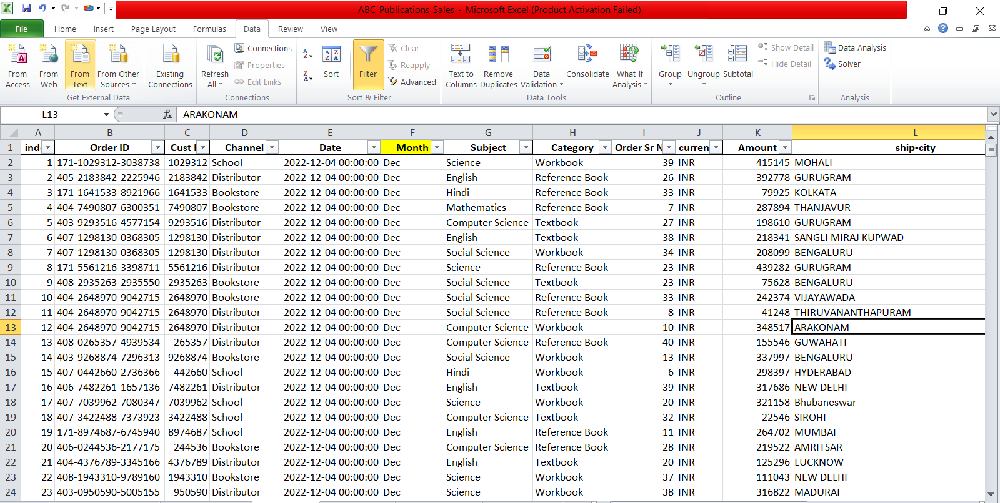 ABC_Publications_Sales - Microsoft Excel (Product Activation Failed)
File Home Insert Page Layout Formulas Data Review View
From Access
From Web
From Text
From Other Sources
Existing Connections
Get External Data
Refresh All
Connections
Properties
Edit Links
Connections
Sort
Filter
Clear
Reapply
Advanced
Sort & Filter
Text to Columns
Remove Duplicates
Data Validation
Consolidate
What-If Analysis
Data Tools
Group
Ungroup
Subtotal
Show Detail
Hide Detail
Outline
Data Analysis
Solver
Analysis
L13 fx ARAKONAM
A B C D E F G H I J K L
1 inde Order ID Cust I Channel Date Month Subject Category Order Sr N curren Amount ship-city
2 1 171-1029312-3038738 1029312 School 2022-12-04 00:00:00 Dec Science Workbook 39 INR 415145 MOHALI
3 2 405-2183842-2225946 2183842 Distributor 2022-12-04 00:00:00 Dec English Reference Book 26 INR 392778 GURUGRAM
4 3 171-1641533-8921966 1641533 Bookstore 2022-12-04 00:00:00 Dec Hindi Reference Book 33 INR 79925 KOLKATA
5 4 404-7490807-6300351 7490807 Bookstore 2022-12-04 00:00:00 Dec Mathematics Reference Book 7 INR 287894 THANJAVUR
6 5 403-9293516-4577154 9293516 Distributor 2022-12-04 00:00:00 Dec Computer Science Textbook 27 INR 198610 GURUGRAM
7 6 407-1298130-0368305 1298130 Distributor 2022-12-04 00:00:00 Dec English Textbook 38 INR 218341 SANGLI MIRAJ KUPWAD
8 7 407-1298130-0368305 1298130 Distributor 2022-12-04 00:00:00 Dec Social Science Workbook 34 INR 208099 BENGALURU
9 8 171-5561216-3398711 5561216 Distributor 2022-12-04 00:00:00 Dec Science Reference Book 23 INR 439282 GURUGRAM
10 9 408-2935263-2935550 2935263 Bookstore 2022-12-04 00:00:00 Dec Social Science Textbook 23 INR 75628 BENGALURU
11 10 404-2648970-9042715 2648970 Bookstore 2022-12-04 00:00:00 Dec Social Science Reference Book 33 INR 242374 VIJAYAWADA
12 11 404-2648970-9042715 2648970 Distributor 2022-12-04 00:00:00 Dec Social Science Reference Book 8 INR 41248 THIRUVANANTHAPURAM
13 12 404-2648970-9042715 2648970 Distributor 2022-12-04 00:00:00 Dec Computer Science Workbook 10 INR 348517 ARAKONAM
14 13 408-0265357-4939534 265357 Distributor 2022-12-04 00:00:00 Dec Computer Science Reference Book 40 INR 155546 GUWAHATI
15 14 403-9268874-7296313 9268874 Bookstore 2022-12-04 00:00:00 Dec Social Science Workbook 13 INR 337997 BENGALURU
16 15 407-0442660-2736366 442660 School 2022-12-04 00:00:00 Dec Hindi Workbook 6 INR 298397 HYDERABAD
17 16 406-7482261-1657136 7482261 Distributor 2022-12-04 00:00:00 Dec English Textbook 39 INR 317686 NEW DELHI
18 17 407-7039962-7080347 7039962 School 2022-12-04 00:00:00 Dec Science Workbook 20 INR 321158 Bhubaneswar
19 18 407-3422488-7373923 3422488 School 2022-12-04 00:00:00 Dec Computer Science Textbook 32 INR 22546 SIROHI
20 19 171-8974687-6745940 8974687 School 2022-12-04 00:00:00 Dec English Reference Book 11 INR 264702 MUMBAI
21 20 406-0244536-2177175 244536 Bookstore 2022-12-04 00:00:00 Dec Computer Science Reference Book 28 INR 219522 AMRITSAR
22 21 404-4376789-3345166 4376789 Distributor 2022-12-04 00:00:00 Dec English Textbook 20 INR 125296 LUCKNOW
23 22 408-1943310-9789160 1943310 Bookstore 2022-12-04 00:00:00 Dec Science Workbook 37 INR 111043 NEW DELHI
24 23 403-0950590-5005155 950590 Distributor 2022-12-04 00:00:00 Dec Science Workbook 38 INR 316822 MADURAI